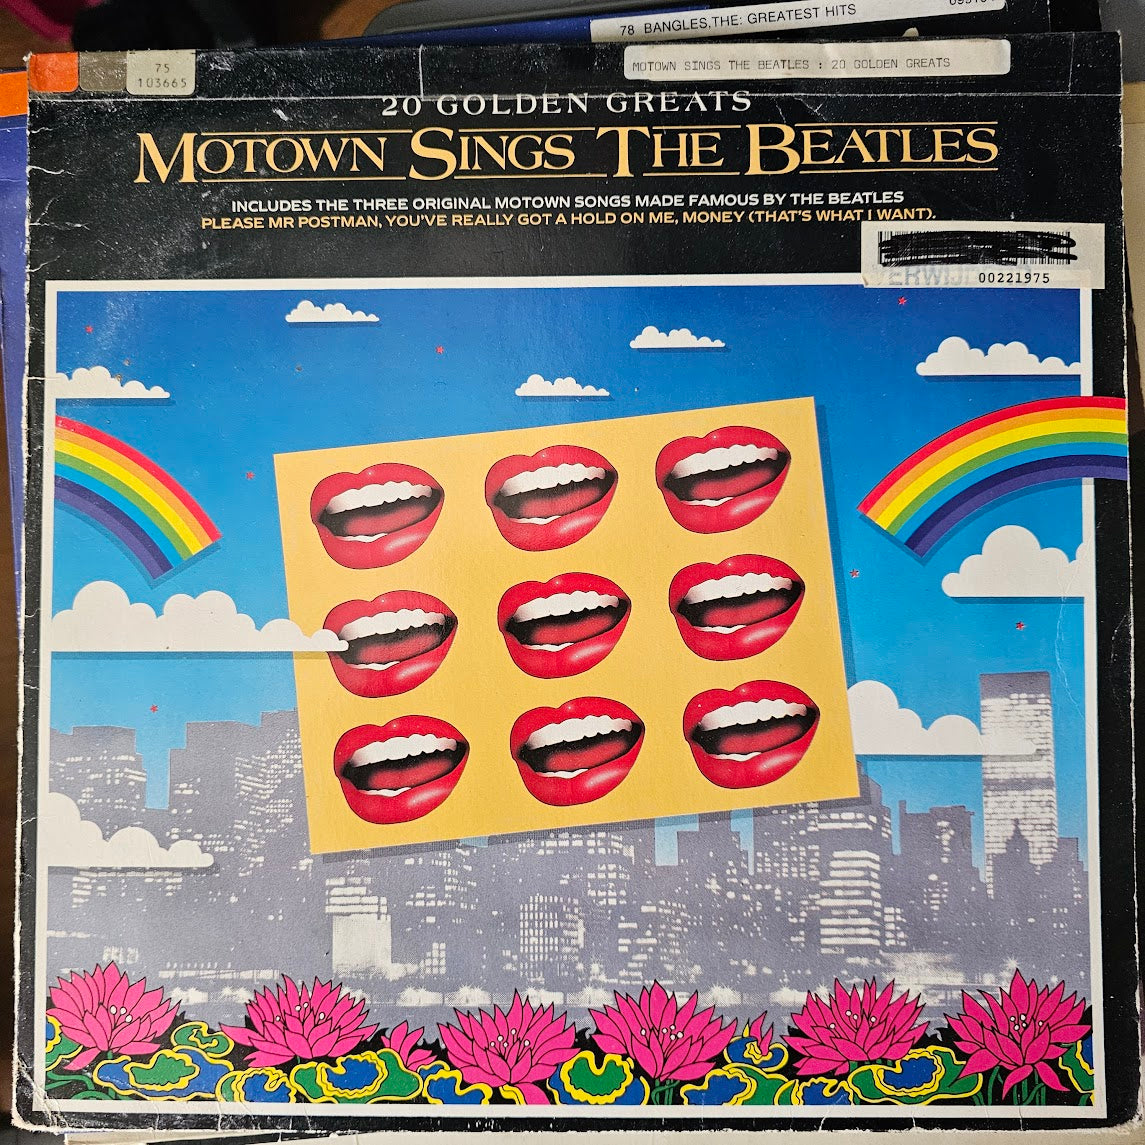 78 BANGLES,THE: GREATEST HITS
75
103665
MOTOWN SINGS THE BEATLES : 20 GOLDEN GREATS
20 GOLDEN GREATS
MOTOWN SINGS THE BEATLES
INCLUDES THE THREE ORIGINAL MOTOWN SONGS MADE FAMOUS BY THE BEATLES
PLEASE MR POSTMAN, YOU'VE REALLY GOT A HOLD ON ME, MONEY (THAT'S WHAT I WANT).
00221975